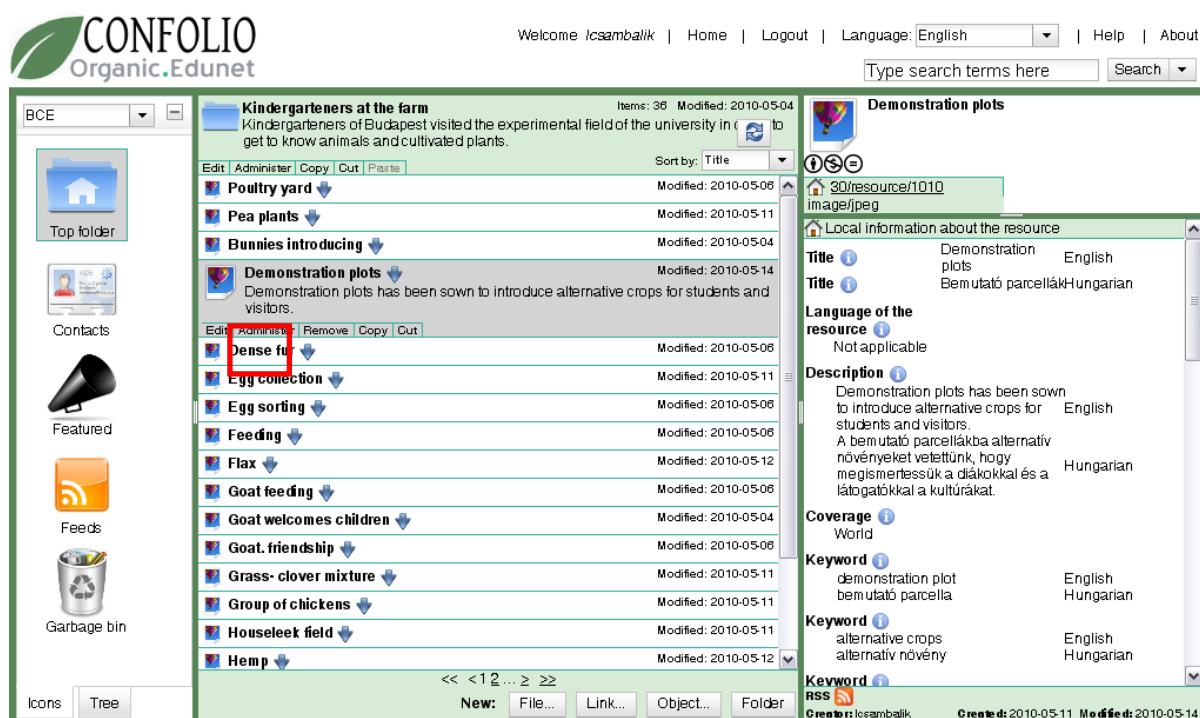 CONFOLIO
Organic.Edunet
Welcome lcsambalik | Home | Logout | Language: English | Help | About
Type search terms here Search
BCE
Top folder
Contacts
Featured
Feeds
Garbage bin
Icons Tree
Kindergarteners at the farm Items: 36 Modified: 2010-05-04
Kindergarteners of Budapest visited the experimental field of the university in to
get to know animals and cultivated plants.
Sort by: Title
Edit Administer Copy Cut Paste
Poultry yard Modified: 2010-05-06
Pea plants Modified: 2010-05-11
Bunnies introducing Modified: 2010-05-04
Demonstration plots Modified: 2010-05-14
Demonstration plots has been sown to introduce alternative crops for students and
visitors.
Edit Administer Remove Copy Cut
Dense fur Modified: 2010-05-06
Egg collection Modified: 2010-05-11
Egg sorting Modified: 2010-05-06
Feeding Modified: 2010-05-06
Flax Modified: 2010-05-12
Goat feeding Modified: 2010-05-06
Goat welcomes children Modified: 2010-05-04
Goat. friendship Modified: 2010-05-06
Grass- clover mixture Modified: 2010-05-11
Group of chickens Modified: 2010-05-11
Houseleek field Modified: 2010-05-11
Hemp Modified: 2010-05-12
<< < 1 2 ... > >>
New: File... Link... Object... Folder
Demonstration plots
30/resource/1010
image/jpeg
Local information about the resource
Title Demonstration plots English
Title Bemutató parcellák Hungarian
Language of the
resource
Not applicable
Description
Demonstration plots has been sown
to introduce alternative crops for English
students and visitors.
A bemutató parcellákba alternatív
növényeket vetettünk, hogy
megismertessük a diákokkal és a Hungarian
látogatókkal a kultúrákat.
Coverage
World
Keyword
demonstration plot English
bemutató parcella Hungarian
Keyword
alternative crops English
alternatív növény Hungarian
Keyword
RSS
Creator: lcsambalik Created: 2010-05-11 Modified: 2010-05-14